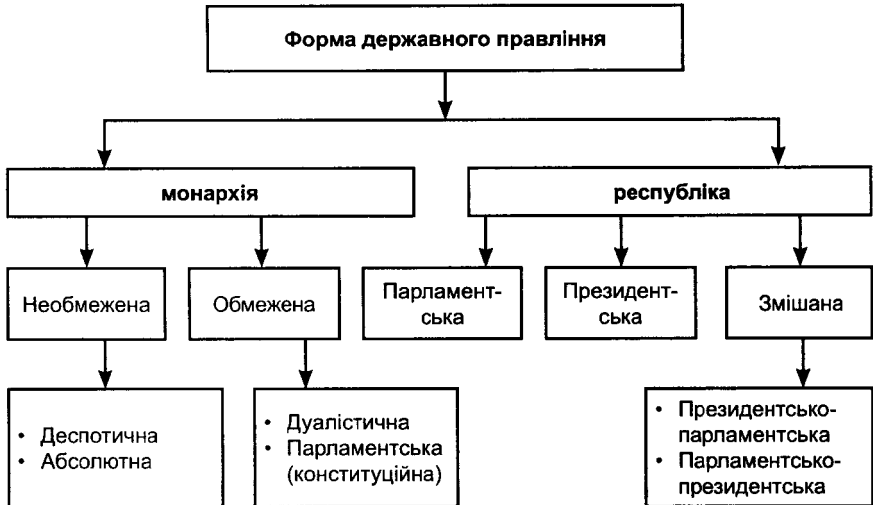 Форма державного правління
монархія
республіка
Необмежена
Обмежена
Парламент-
ська
Президент-
ська
Змішана
• Деспотична
• Абсолютна
• Дуалістична
• Парламентська
(конституційна)
• Президентсько-
парламентська
• Парламентсько-
президентська